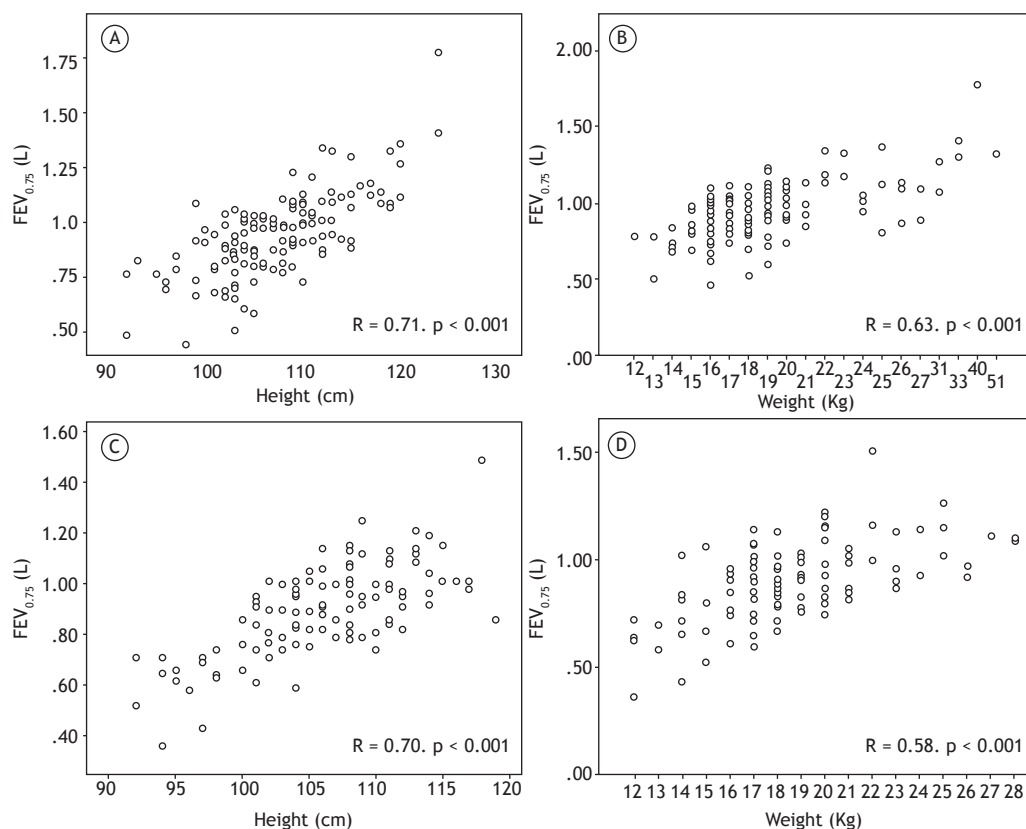 A
FEV0.75 (L)
1.75
1.50
1.25
1.0
0.75
.50
R = 0.71. p < 0.001
100 110 120 130
Height (cm)
B
FEV0.75 (L)
2.00
1.50
1.00
.50
.00
R = 0.63. p < 0.001
12 14 16 18 20 22 24 26 31 40
13 15 17 19 21 23 25 27 33 51
Weight (Kg)
C
FEV0.75 (L)
1.60
1.40
1.20
1.00
.80
.60
.40
R = 0.70. p < 0.001
90 95 100 105 110 115 120
Height (cm)
D
FEV0.75 (L)
1.50
1.00
.50
.00
R = 0.58. p < 0.001
12 13 14 15 16 17 18 19 20 21 22 23 24 25 26 27 28
Weight (Kg)